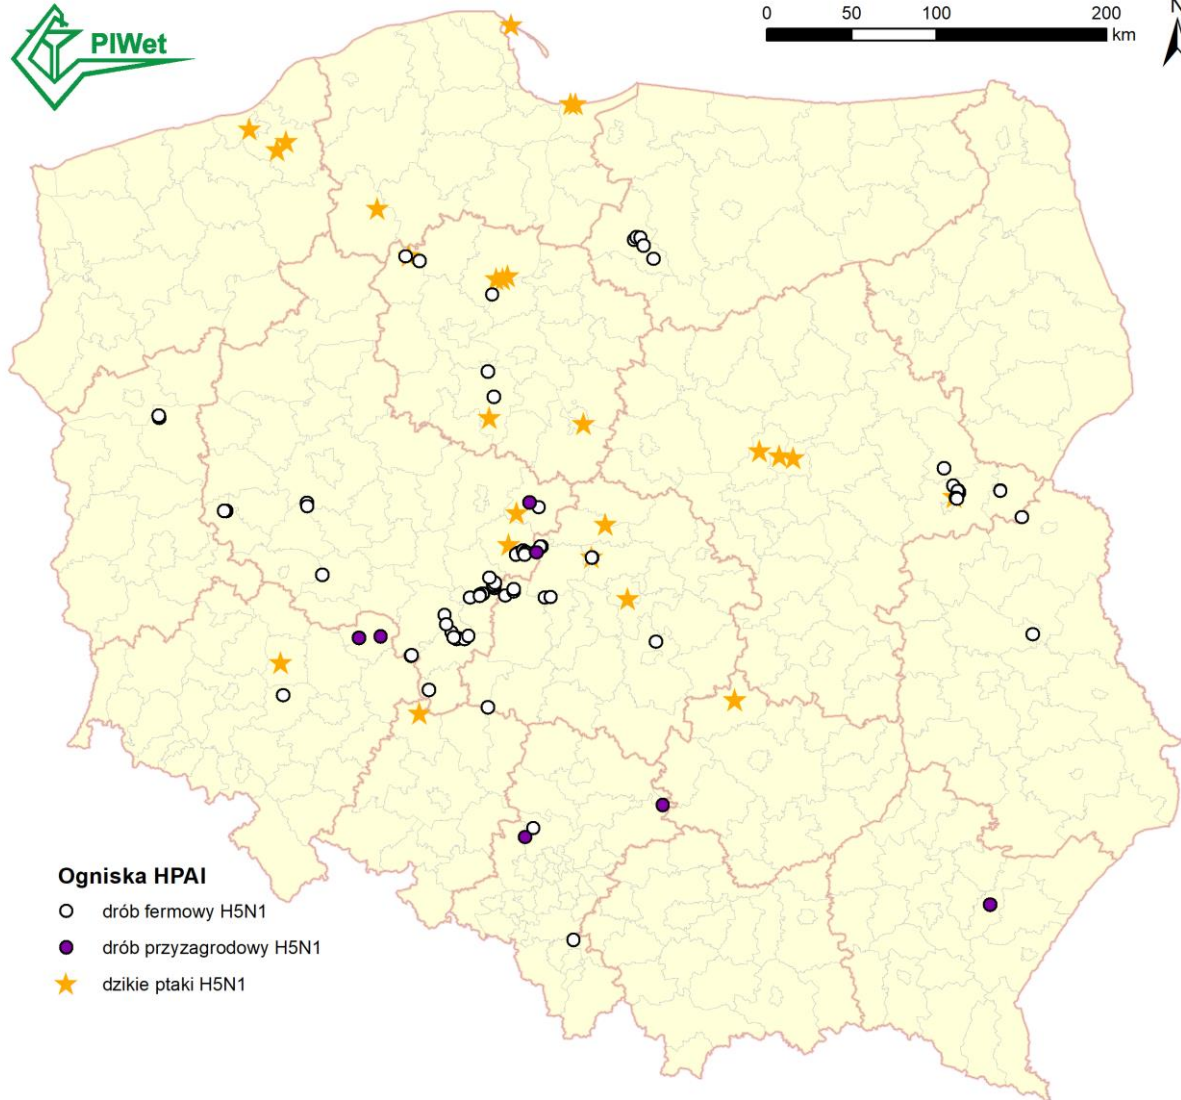 PIWet
0 50 100 200
km
N
Ogniska HPAI
drób fermowy H5N1
drób przyzagrodowy H5N1
dzikie ptaki H5N1